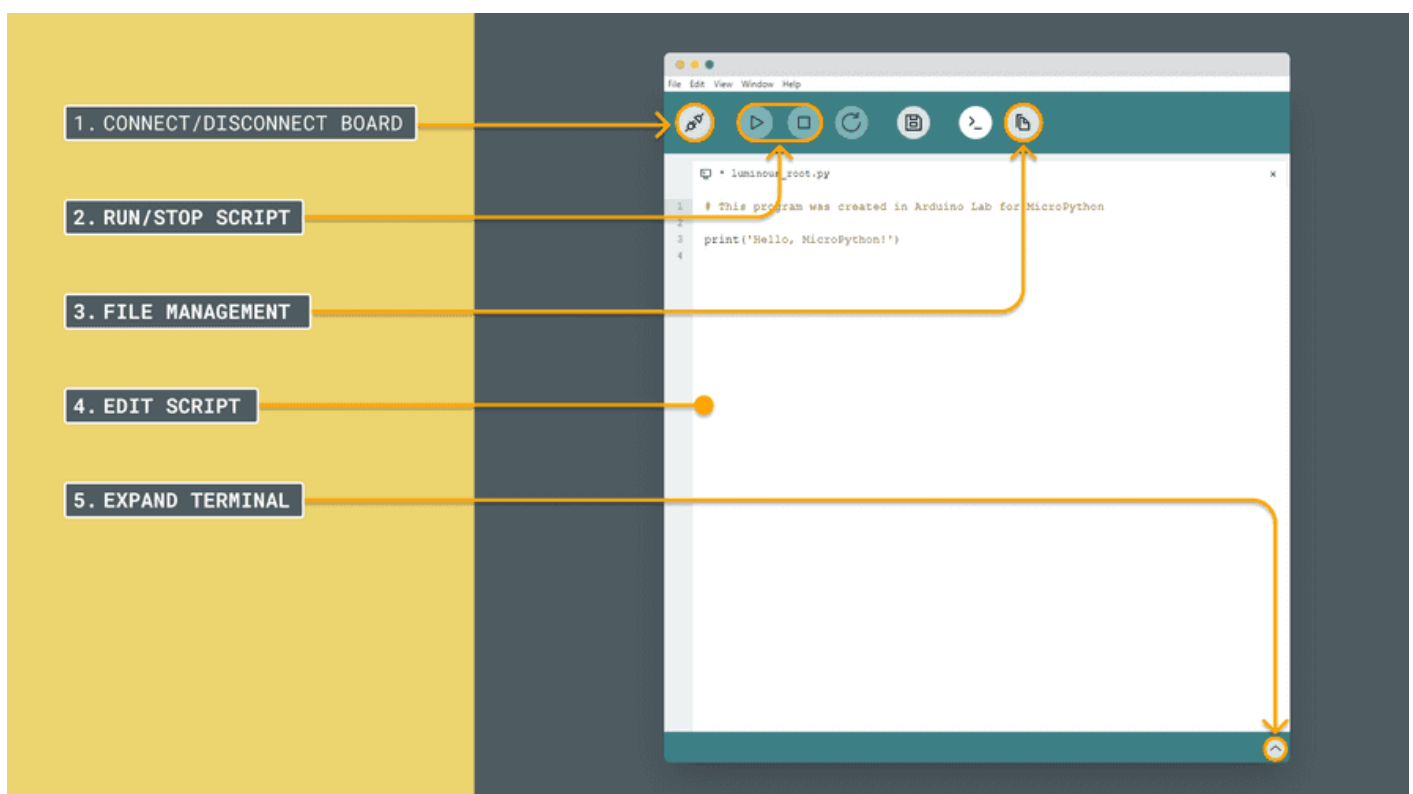 1. CONNECT/DISCONNECT BOARD
2. RUN/STOP SCRIPT
3. FILE MANAGEMENT
4. EDIT SCRIPT
5. EXPAND TERMINAL
File Edit View Window Help
* luminous_root.py x
1 # This program was created in Arduino Lab for MicroPython
2
3 print('Hello, MicroPython!')
4